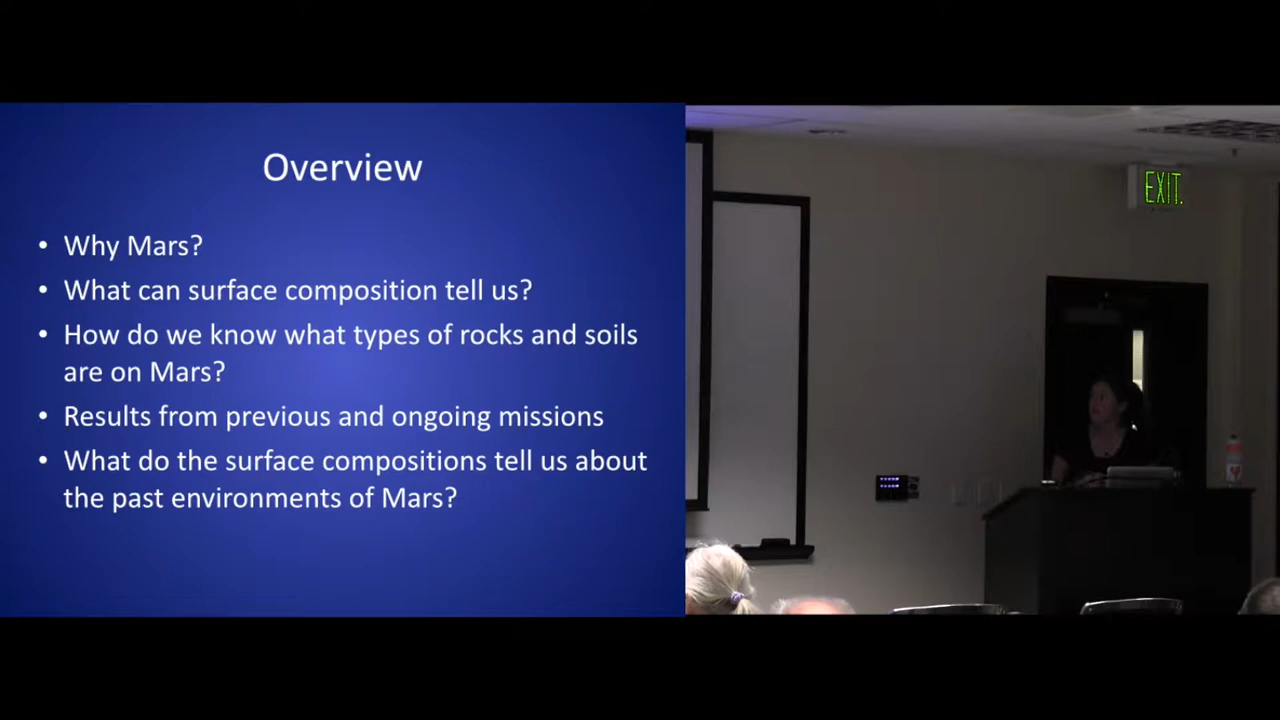 Overview
• Why Mars?
• What can surface composition tell us?
• How do we know what types of rocks and soils
are on Mars?
• Results from previous and ongoing missions
• What do the surface compositions tell us about
the past environments of Mars?
EXIT